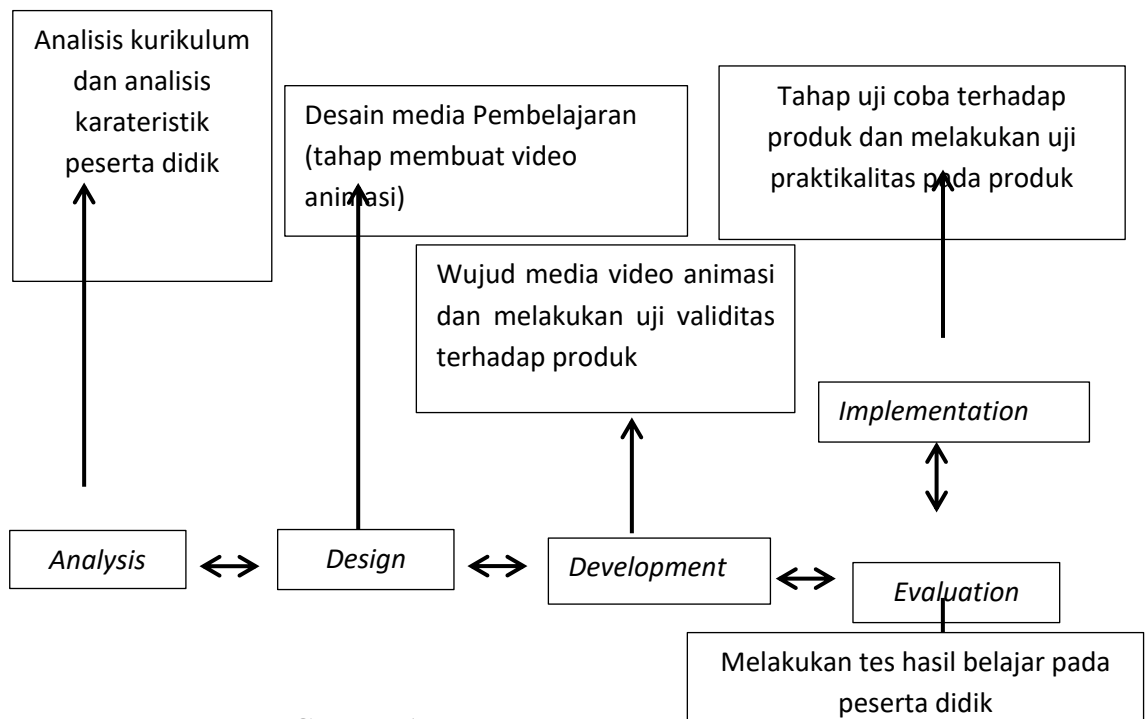 Analisis kurikulum
dan analisis
karateristik
peserta didik
Desain media Pembelajaran
(tahap membuat video
animasi)
Tahap uji coba terhadap
produk dan melakukan uji
praktikalitas pada produk
Wujud media video animasi
dan melakukan uji validitas
terhadap produk
Implementation
Analysis
Design
Development
Evaluation
Melakukan tes hasil belajar pada
peserta didik